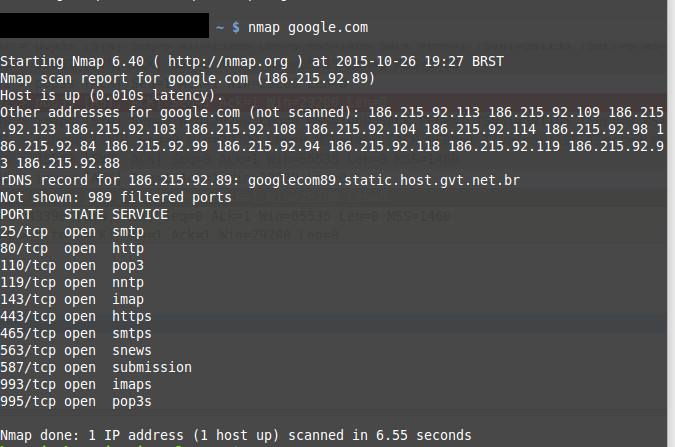 ~ $ nmap google.com
Starting Nmap 6.40 ( http://nmap.org ) at 2015-10-26 19:27 BRST
Nmap scan report for google.com (186.215.92.89)
Host is up (0.010s latency).
Other addresses for google.com (not scanned): 186.215.92.113 186.215.92.109 186.215
.92.123 186.215.92.103 186.215.92.108 186.215.92.104 186.215.92.114 186.215.92.98 1
86.215.92.84 186.215.92.99 186.215.92.94 186.215.92.118 186.215.92.119 186.215.92.9
3 186.215.92.88
rDNS record for 186.215.92.89: googlecom89.static.host.gvt.net.br
Not shown: 989 filtered ports
PORT    STATE SERVICE
25/tcp  open  smtp
80/tcp  open  http
110/tcp open  pop3
119/tcp open  nntp
143/tcp open  imap
443/tcp open  https
465/tcp open  smtps
563/tcp open  snews
587/tcp open  submission
993/tcp open  imaps
995/tcp open  pop3s
Nmap done: 1 IP address (1 host up) scanned in 6.55 seconds